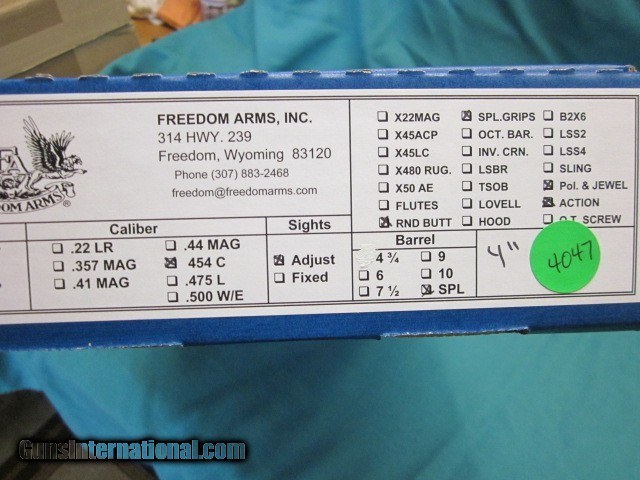 FREEDOM ARMS, INC.
314 HWY. 239
Freedom, Wyoming 83120
Phone (307) 883-2468
freedom@freedomarms.com
DOM ARMS
X22MAG
X45ACP
X45LC
X480 RUG.
X50 AE
FLUTES
RND BUTT
SPL.GRIPS
OCT. BAR.
INV. CRN.
LSBR
TSOB
LOVELL
HOOD
B2X6
LSS2
LSS4
SLING
Pol. & JEWEL
ACTION
O.T. SCREW
Caliber
.22 LR
.357 MAG
.41 MAG
.44 MAG
454 C
.475 L
.500 W/E
Sights
Adjust
Fixed
Barrel
4 ¾
6
7 ½
9
10
SPL
4"
4047
GunsInternational.com